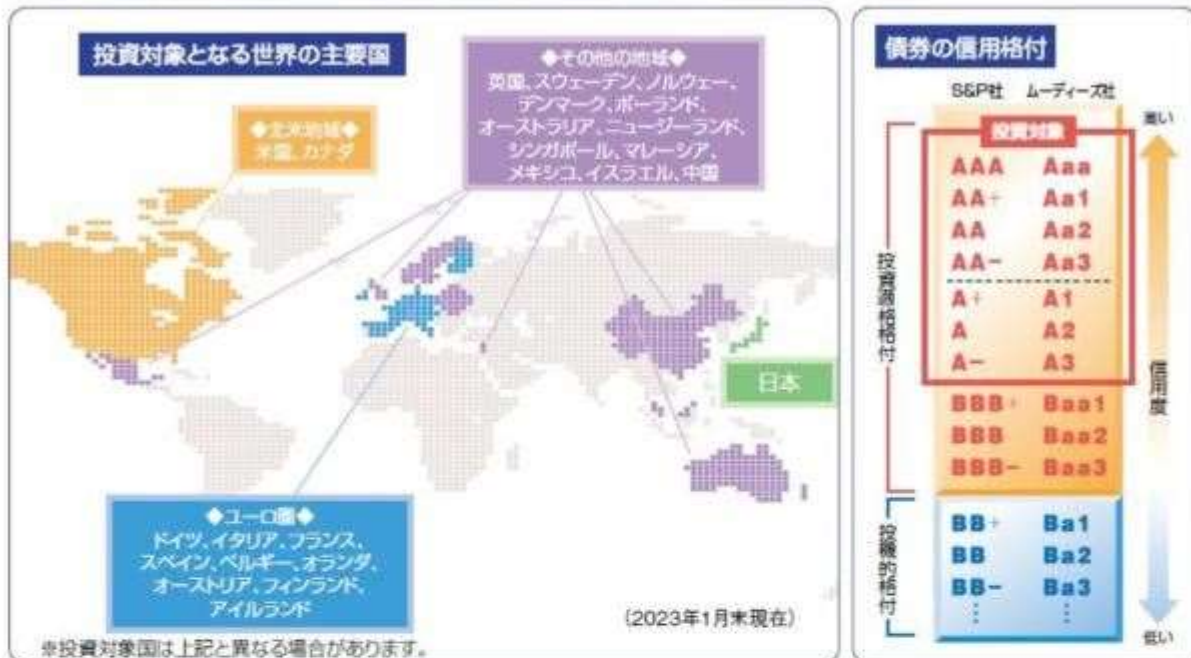 投資対象となる世界の主要国
◆その他の地域◆
英国、スウェーデン、ノルウェー、
デンマーク、ポーランド、
オーストラリア、ニュージーランド、
シンガポール、マレーシア、
メキシコ、イスラエル、中国
◆北米地域◆
米国、カナダ
日本
◆ユーロ圏◆
ドイツ、イタリア、フランス、
スペイン、ベルギー、オランダ、
オーストリア、フィンランド、
アイルランド
(2023年1月末現在)
※投資対象国は上記と異なる場合があります。
債券の信用格付
S&P社 ムーディーズ社
投資対象
高い
AAA Aaa
AA+ Aa1
AA Aa2
AA- Aa3
A+ A1
A A2
A- A3
BBB+ Baa1
BBB Baa2
BBB- Baa3
BB+ Ba1
BB Ba2
BB- Ba3
⋮ ⋮
投資適格格付
投機的格付
信用度
低い